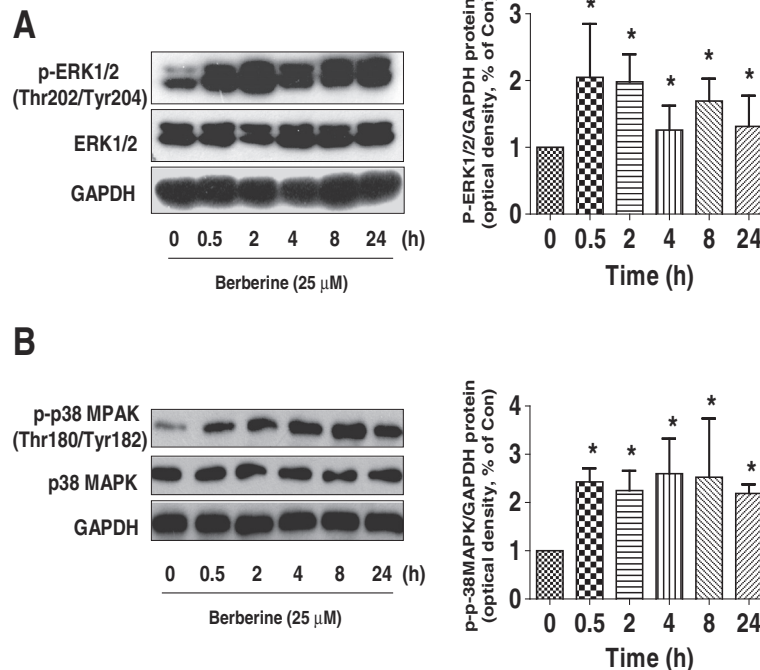 A
p-ERK1/2
(Thr202/Tyr204)
ERK1/2
GAPDH
0 0.5 2 4 8 24 (h)
Berberine (25 μM)
P-ERK1/2/GAPDH protein
(optical density, % of Con)
3
2
1
0
* * * * *
0 0.5 2 4 8 24
Time (h)
B
p-p38 MPAK
(Thr180/Tyr182)
p38 MAPK
GAPDH
0 0.5 2 4 8 24 (h)
Berberine (25 μM)
p-p-38MAPK/GAPDH protein
(optical density, % of Con)
4
3
2
1
0
* * * * *
0 0.5 2 4 8 24
Time (h)